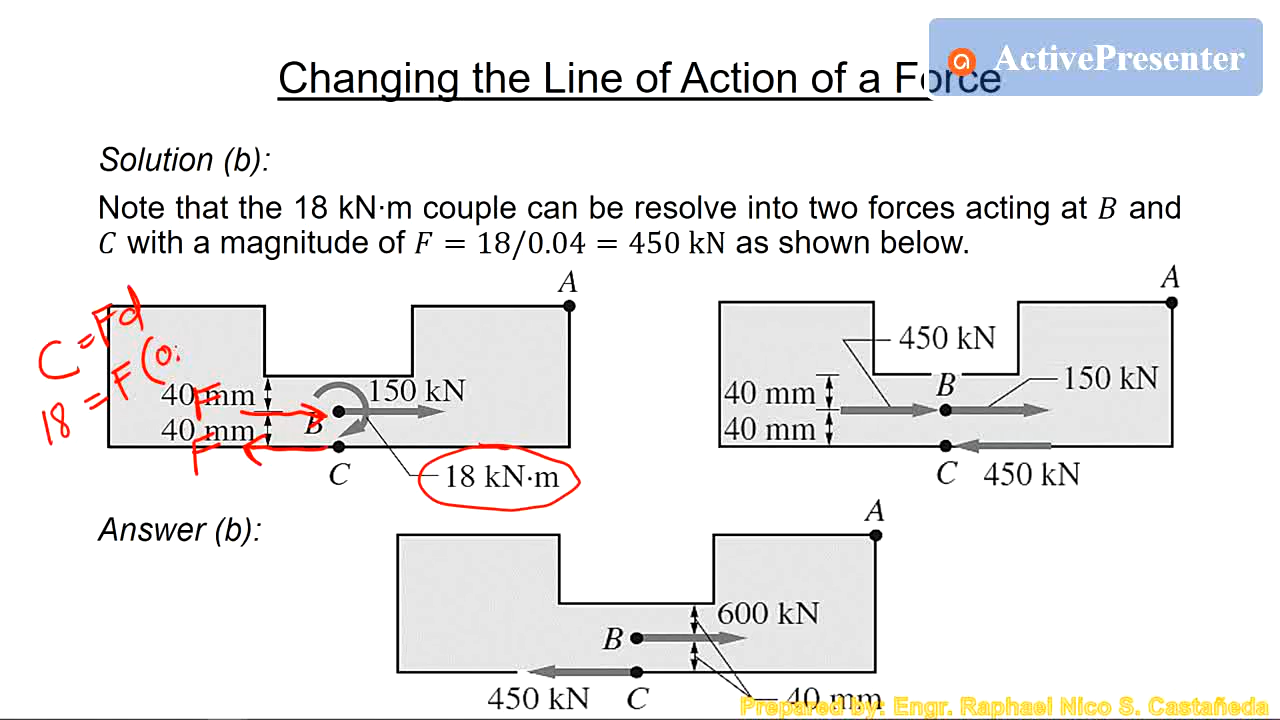 ActivePresenter
Changing the Line of Action of a Force
Solution (b):
Note that the 18 kN·m couple can be resolve into two forces acting at B and
C with a magnitude of F = 18/0.04 = 450 kN as shown below.
A
C = Fd
18 = F (0.
40 mm
40 mm
F
F
150 kN
B
C
18 kN·m
A
450 kN
B
150 kN
40 mm
40 mm
C
450 kN
Answer (b):
A
600 kN
B
450 kN
C
40 mm
Prepared by: Engr. Raphael Nico S. Castañeda